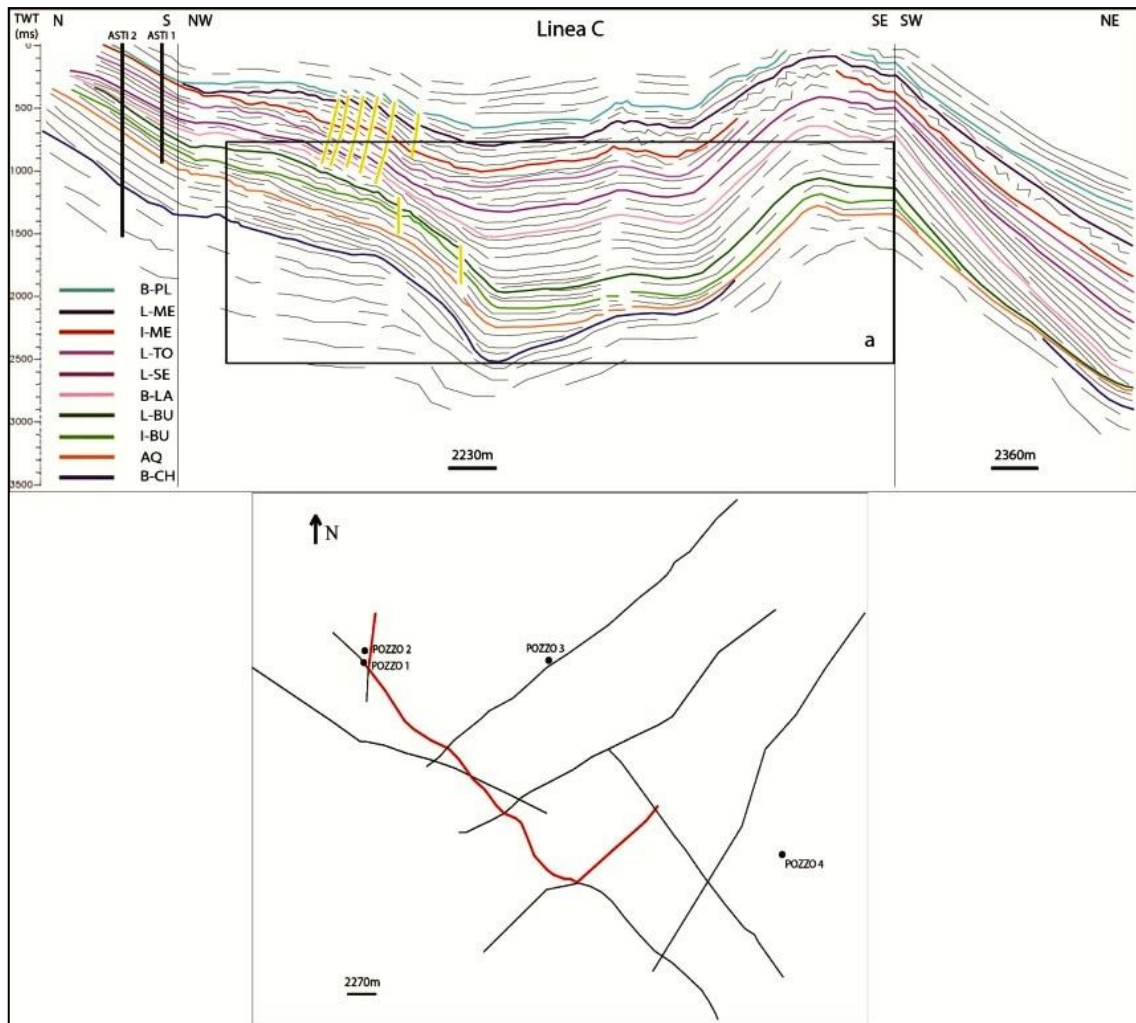 TWT
(ms)
N
S
NW
Linea C
SE
SW
NE
ASTI 2
ASTI 1
0
500
1000
1500
2000
2500
3000
3500
B-PL
L-ME
I-ME
L-TO
L-SE
B-LA
L-BU
I-BU
AQ
B-CH
a
2230m
2360m
N
POZZO 2
POZZO 1
POZZO 3
POZZO 4
2270m